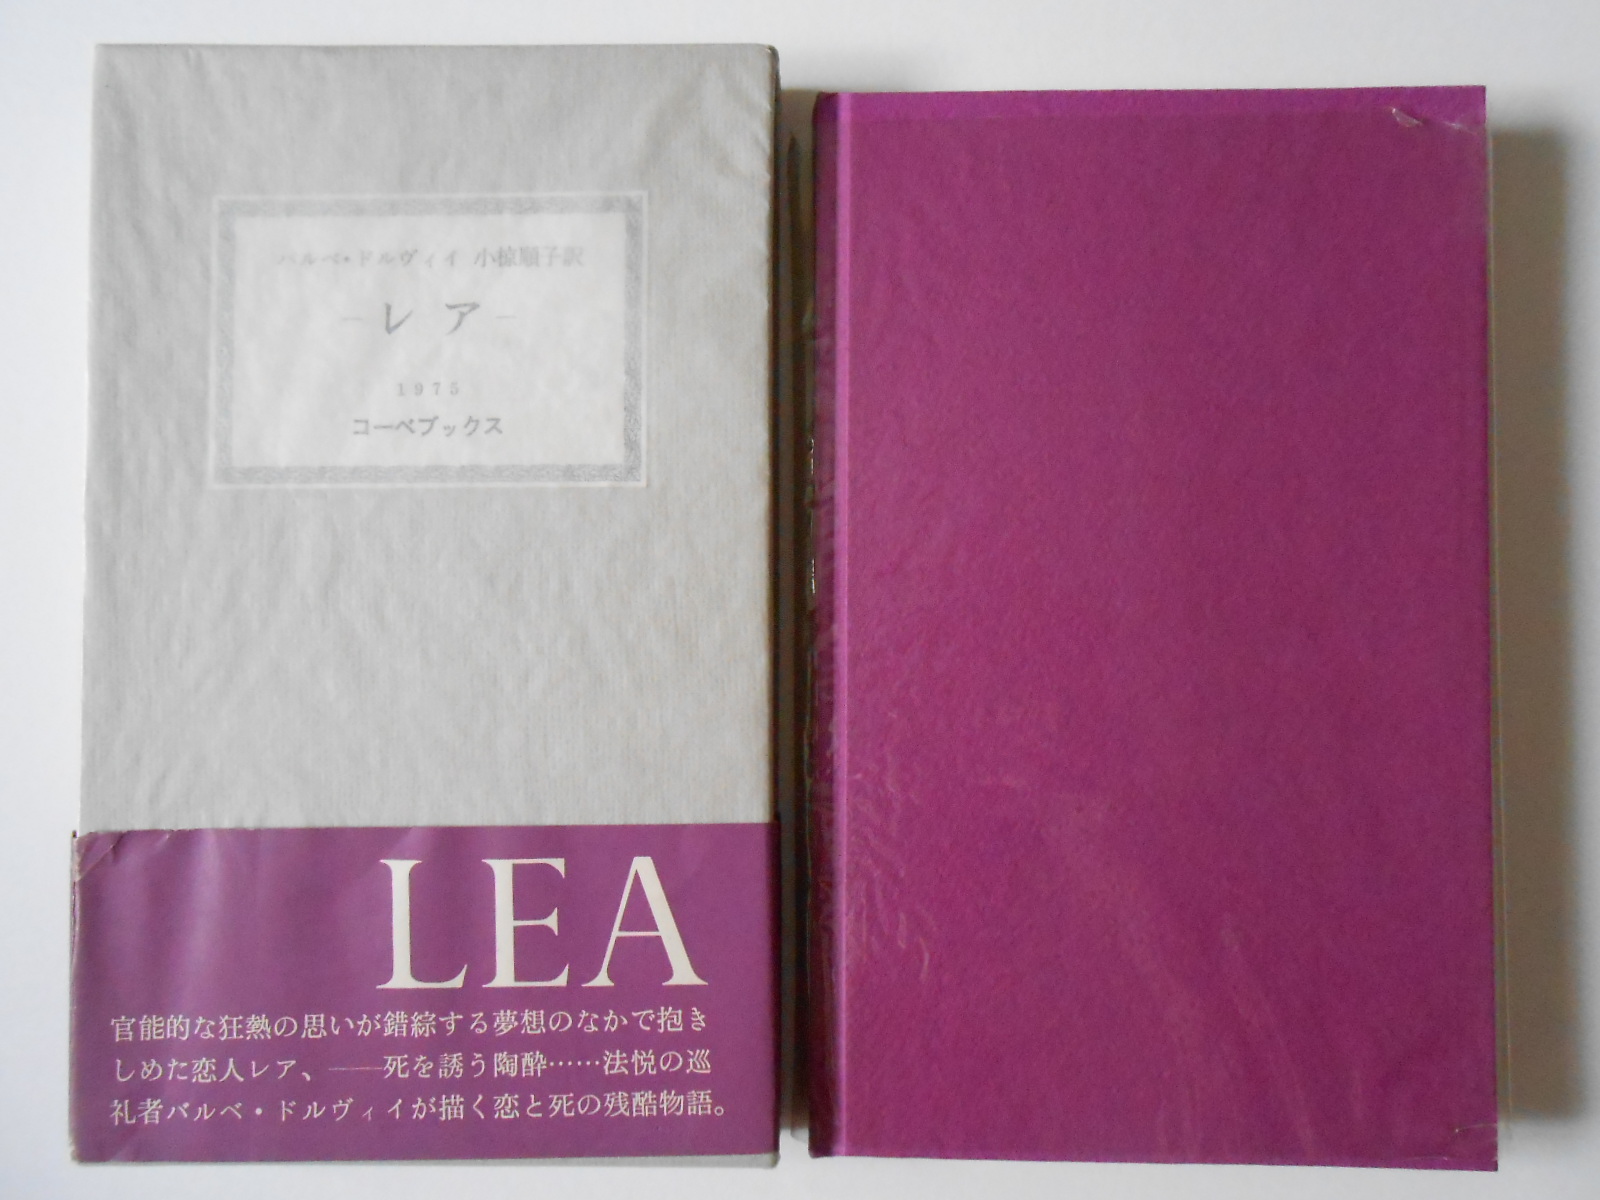 バルベ・ドルヴィイ 小椋順子訳
—レア—
1975
コーベブックス
LEA
官能的な狂熱の思いが錯綜する夢想のなかで抱き
しめた恋人レア、——死を誘う陶酔……法悦の巡
礼者バルベ・ドルヴィイが描く恋と死の残酷物語。